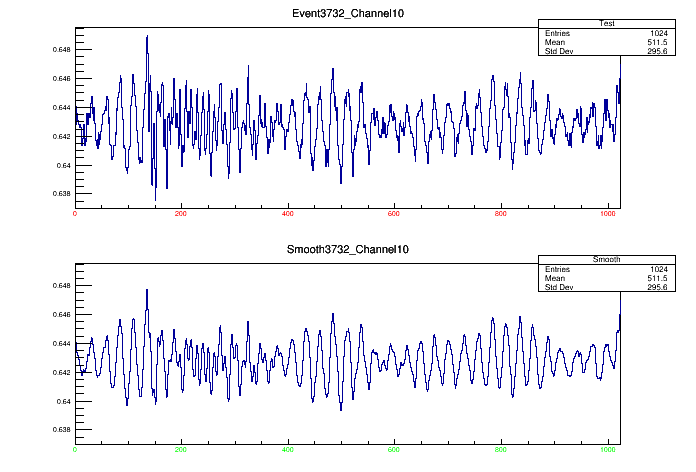 Event3732_Channel10
Test
Entries 1024
Mean 511.5
Std Dev 295.6
0.648
0.646
0.644
0.642
0.64
0.638
0 200 400 600 800 1000
Smooth3732_Channel10
Smooth
Entries 1024
Mean 511.5
Std Dev 295.6
0.648
0.646
0.644
0.642
0.64
0.638
0 200 400 600 800 1000